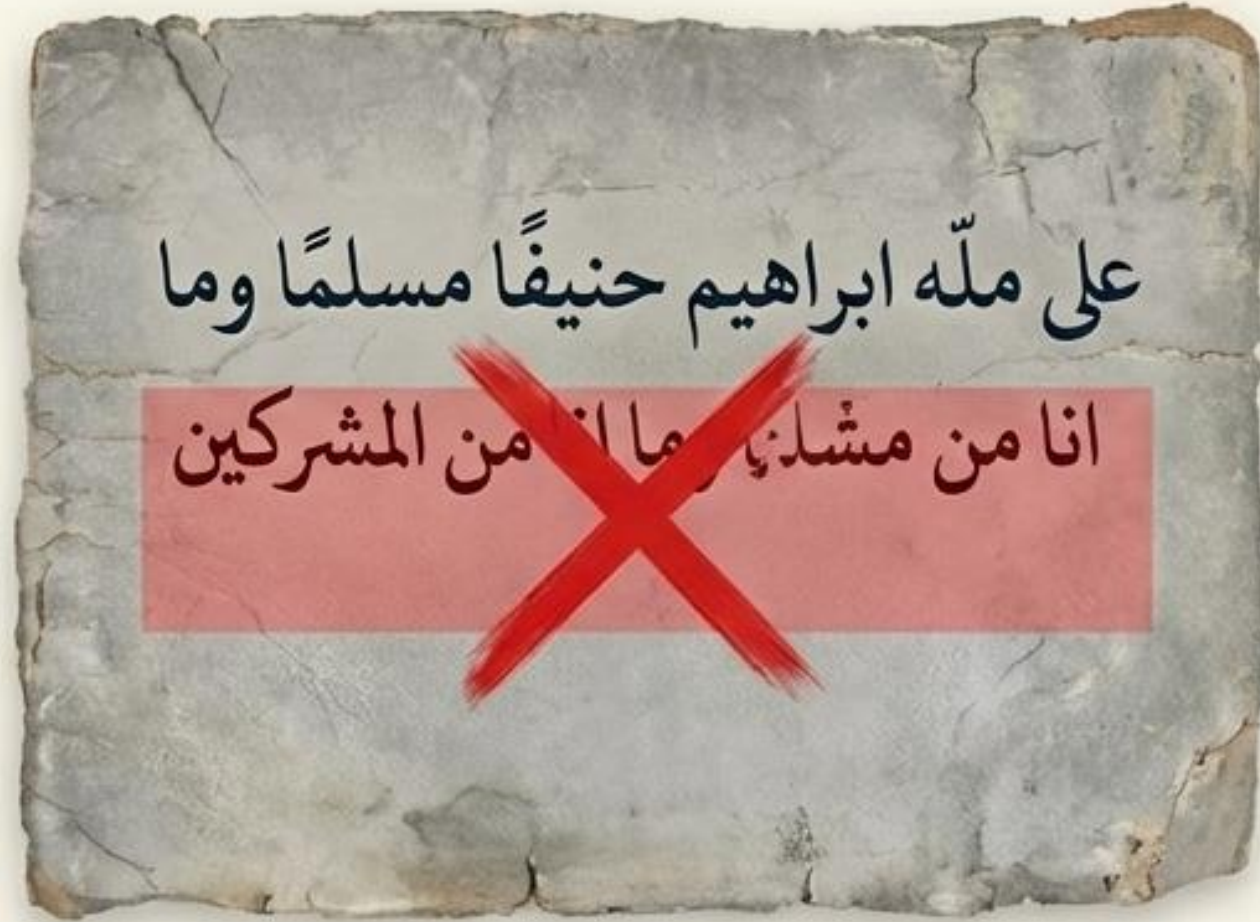 على ملّه ابراهيم حنيفًا مسلمًا وما
انا من من المشركين